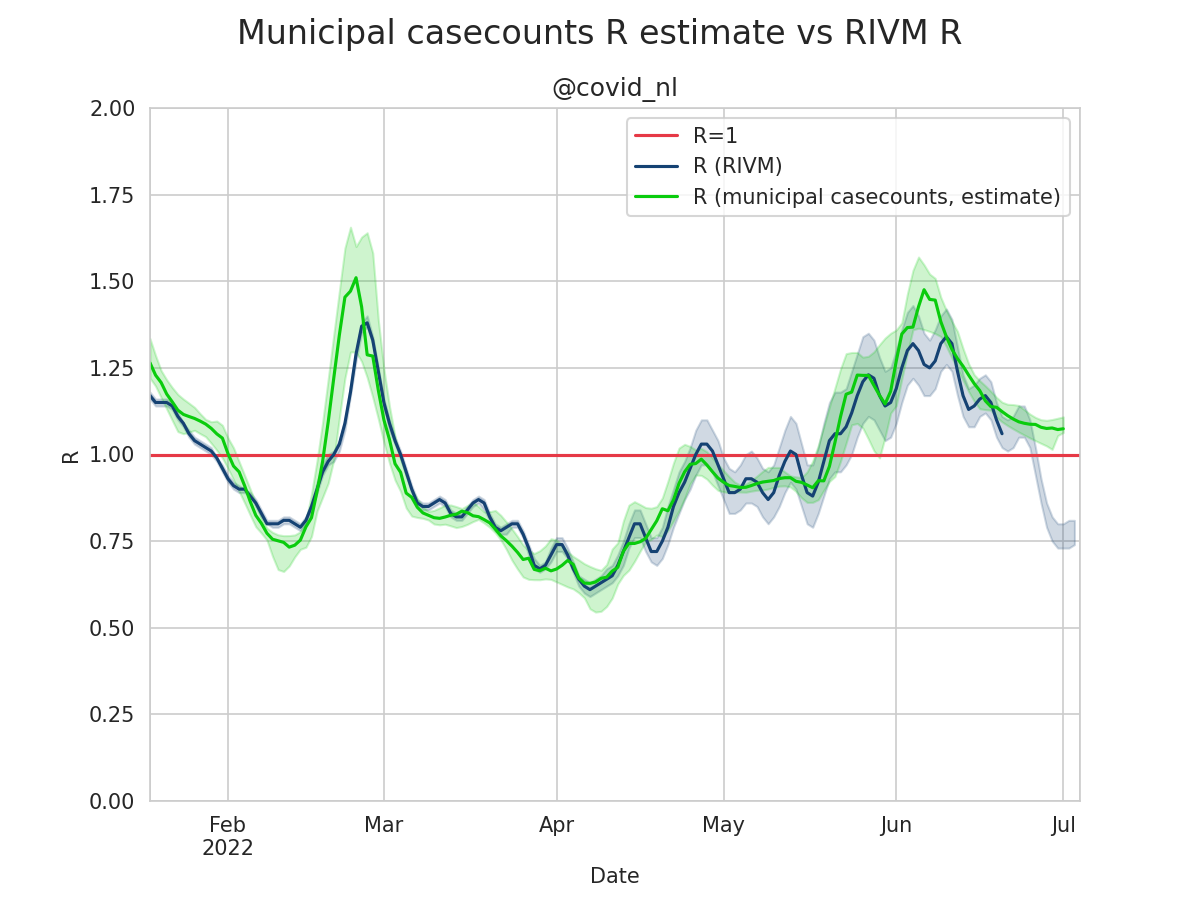 Municipal casecounts R estimate vs RIVM R
@covid_nl
2.00
1.75
1.50
1.25
1.00
0.75
0.50
0.25
0.00
R
R=1
R (RIVM)
R (municipal casecounts, estimate)
Feb Mar Apr May Jun Jul
2022
Date